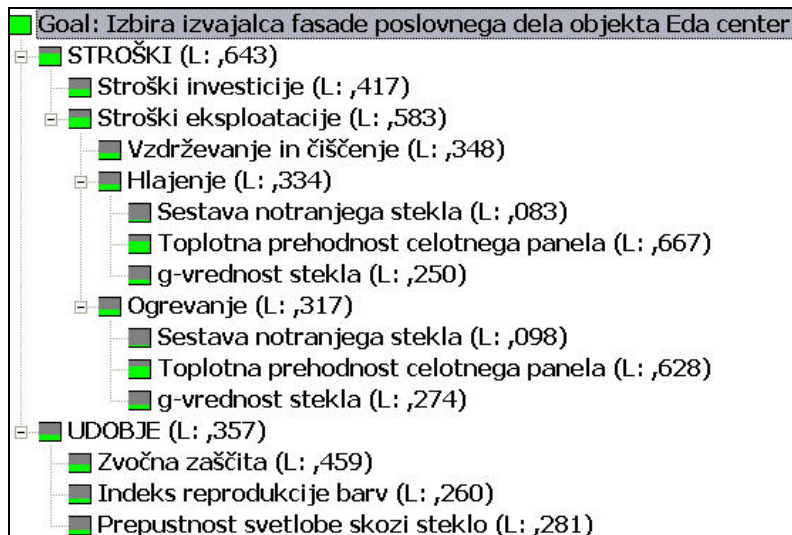 Goal: Izbira izvajalca fasade poslovnega dela objekta Eda center
STROŠKI (L: ,643)
Stroški investicije (L: ,417)
Stroški eksploatacije (L: ,583)
Vzdrževanje in čiščenje (L: ,348)
Hlajenje (L: ,334)
Sestava notranjega stekla (L: ,083)
Toplotna prehodnost celotnega panela (L: ,667)
g-vrednost stekla (L: ,250)
Ogrevanje (L: ,317)
Sestava notranjega stekla (L: ,098)
Toplotna prehodnost celotnega panela (L: ,628)
g-vrednost stekla (L: ,274)
UDOBJE (L: ,357)
Zvočna zaščita (L: ,459)
Indeks reprodukcije barv (L: ,260)
Prepustnost svetlobe skozi steklo (L: ,281)